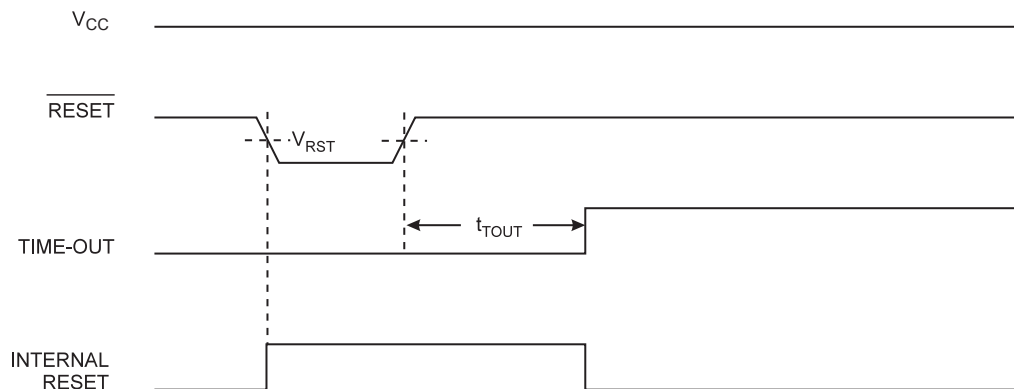 VCC
RESET
VRST
tTOUT
TIME-OUT
INTERNAL
RESET